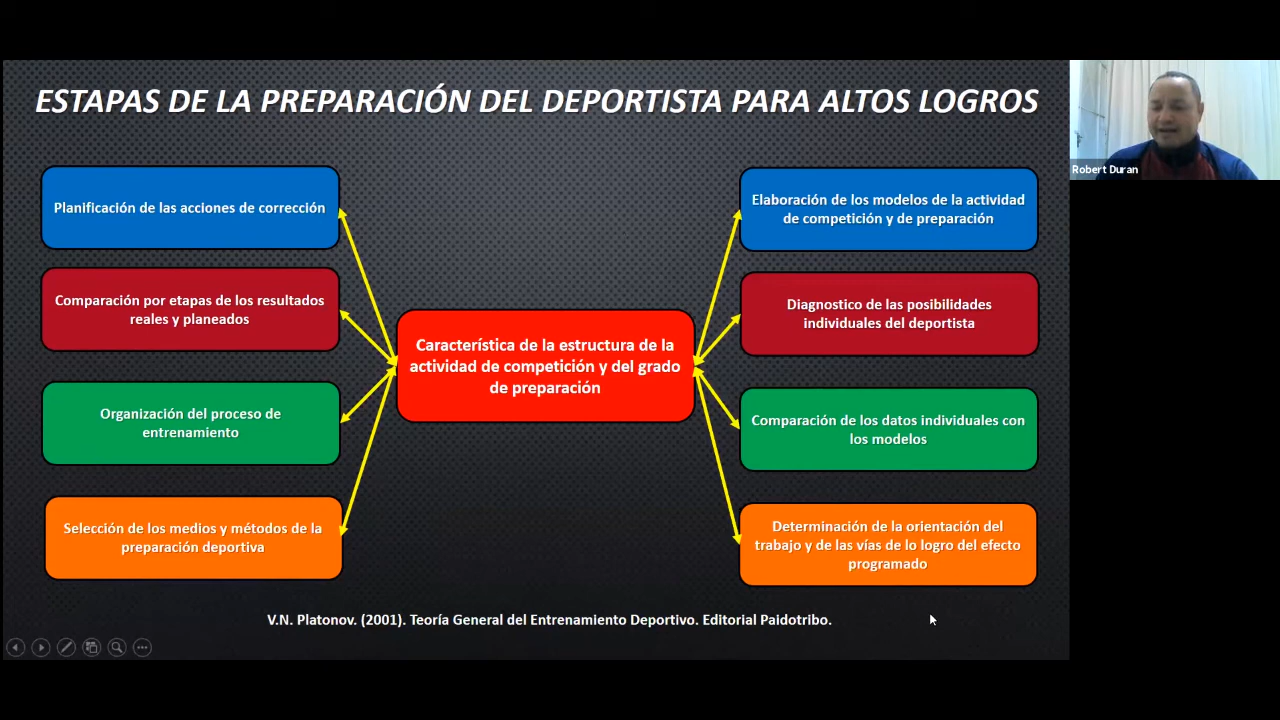 ESTAPAS DE LA PREPARACIÓN DEL DEPORTISTA PARA ALTOS LOGROS
Robert Duran
Planificación de las acciones de corrección
Comparación por etapas de los resultados
reales y planeados
Organización del proceso de
entrenamiento
Selección de los medios y métodos de la
preparación deportiva
Característica de la estructura de la
actividad de competición y del grado
de preparación
Elaboración de los modelos de la actividad
de competición y de preparación
Diagnostico de las posibilidades
individuales del deportista
Comparación de los datos individuales con
los modelos
Determinación de la orientación del
trabajo y de las vías de lo logro del efecto
programado
V.N. Platonov. (2001). Teoría General del Entrenamiento Deportivo. Editorial Paidotribo.